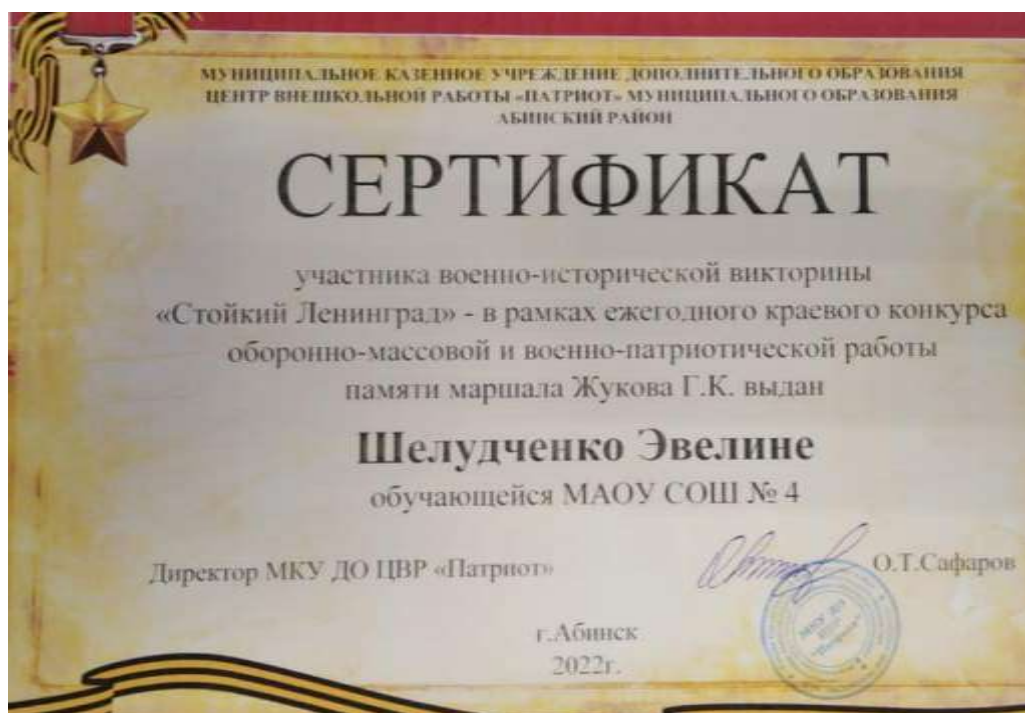 МУНИЦИПАЛЬНОЕ КАЗЕННОЕ УЧРЕЖДЕНИЕ ДОПОЛНИТЕЛЬНОГО ОБРАЗОВАНИЯ
ЦЕНТР ВНЕШКОЛЬНОЙ РАБОТЫ «ПАТРИОТ» МУНИЦИПАЛЬНОГО ОБРАЗОВАНИЯ
АБИНСКИЙ РАЙОН
СЕРТИФИКАТ
участника военно-исторической викторины
«Стойкий Ленинград» - в рамках ежегодного краевого конкурса
оборонно-массовой и военно-патриотической работы
памяти маршала Жукова Г.К. выдан
Шелудченко Эвелине
обучающейся МАОУ СОШ № 4
Директор МКУ ДО ЦВР «Патриот» О.Т.Сафаров
г.Абинск
2022г.